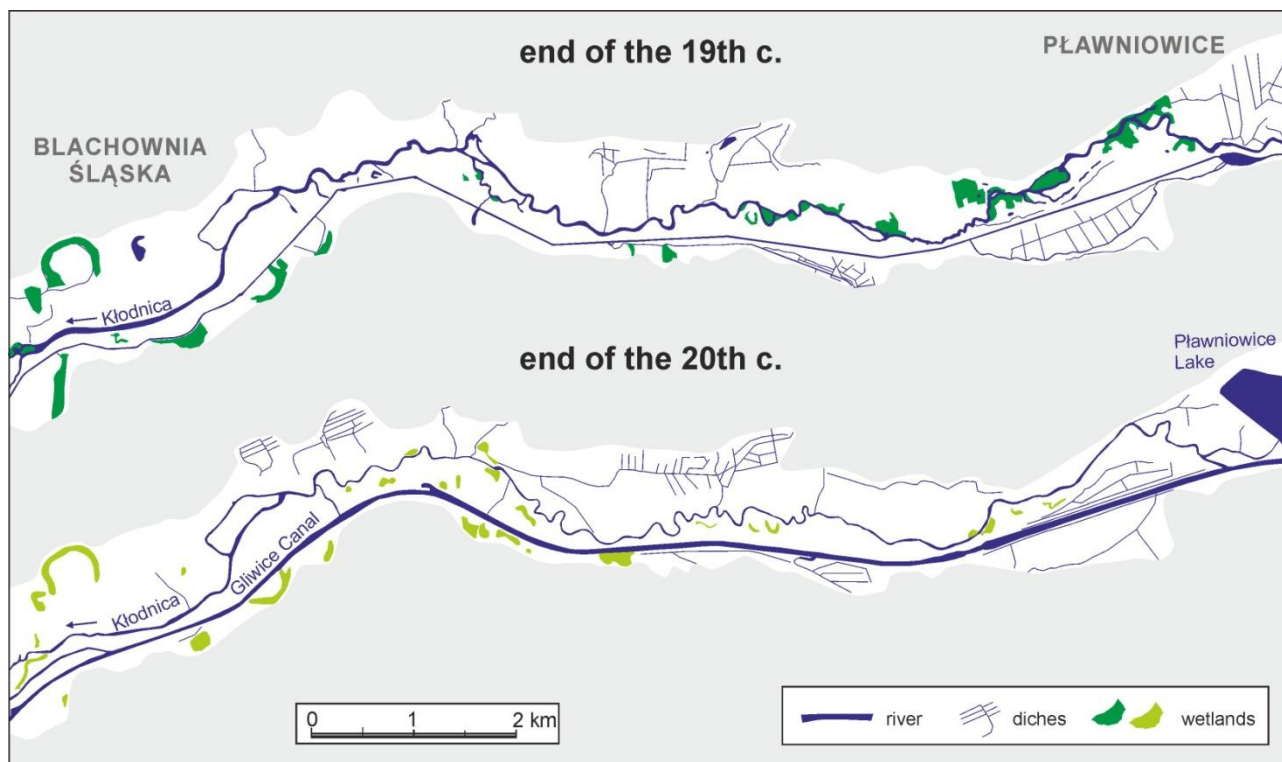 end of the 19th c.
PŁAWNIOWICE
BLACHOWNIA
ŚLĄSKA
Kłodnica
end of the 20th c.
Pławniowice
Lake
Gliwice Canal
Kłodnica
0 1 2 km
river
diches
wetlands